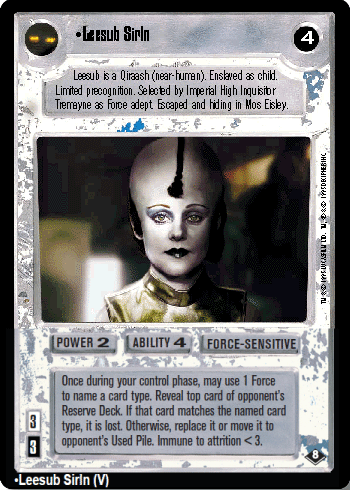 •Leesub Sirln
4
Leesub is a Qiraash (near-human). Enslaved as child.
Limited precognition. Selected by Imperial High Inquisitor
Tremayne as Force adept. Escaped and hiding in Mos Eisley.
POWER 2
ABILITY 4
FORCE-SENSITIVE
Once during your control phase, may use 1 Force
to name a card type. Reveal top card of opponent's
Reserve Deck. If that card matches the named card
type, it is lost. Otherwise, replace it or move it to
opponent's Used Pile. Immune to attrition < 3.
3
3
8
•Leesub Sirln (V)